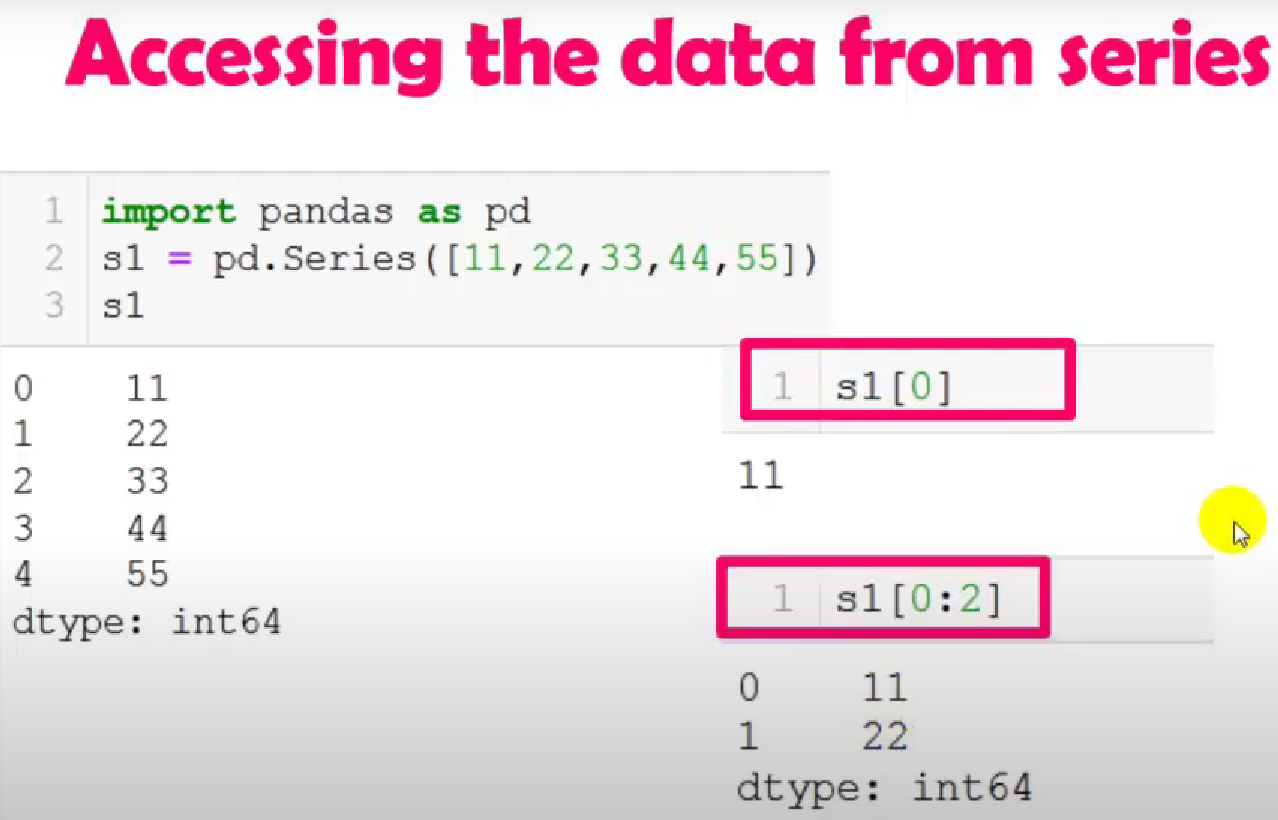 Accessing the data from series
1 import pandas as pd
2 s1 = pd.Series([11,22,33,44,55])
3 s1
0 11
1 22
2 33
3 44
4 55
dtype: int64
1 s1[0]
11
1 s1[0:2]
0 11
1 22
dtype: int64